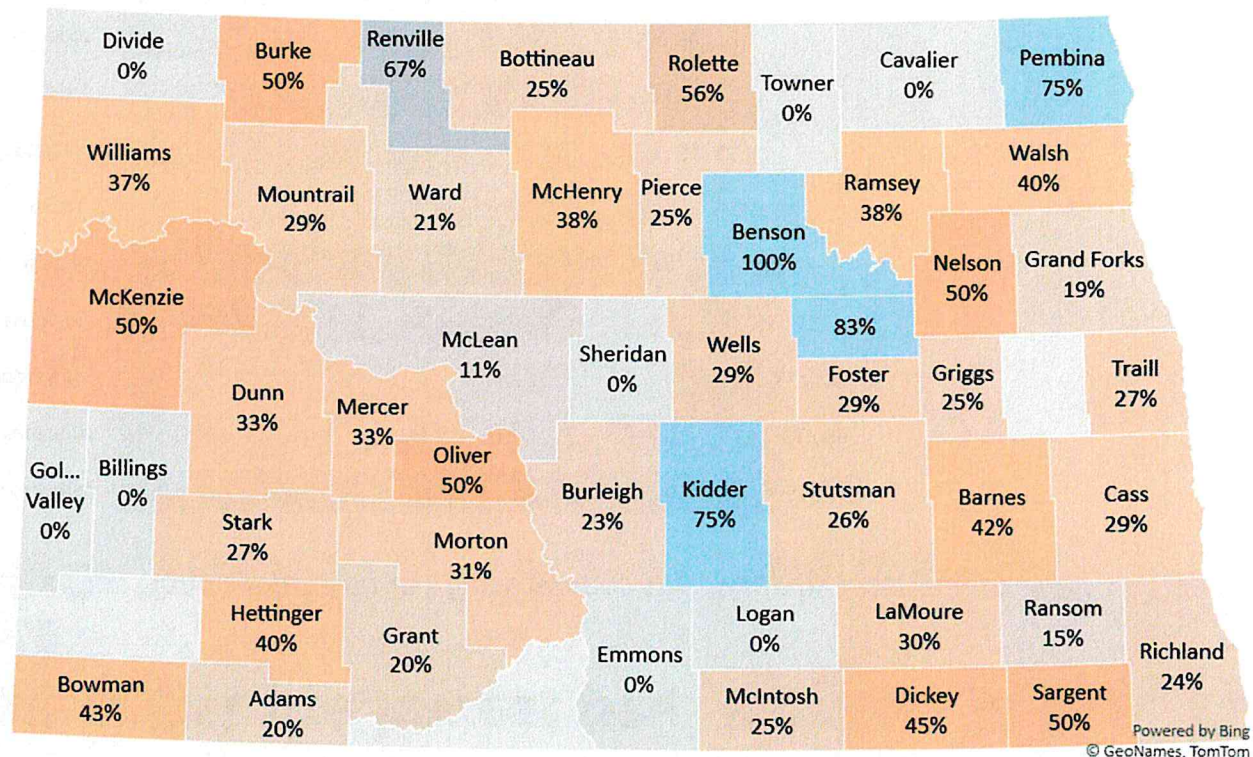 Divide
0%
Burke
50%
Renville
67%
Bottineau
25%
Rolette
56%
Towner
0%
Cavalier
0%
Pembina
75%
Williams
37%
Mountrail
29%
Ward
21%
McHenry
38%
Pierce
25%
Benson
100%
Ramsey
38%
Walsh
40%
Nelson
50%
Grand Forks
19%
McKenzie
50%
McLean
11%
Sheridan
0%
Wells
29%
83%
Foster
29%
Griggs
25%
Traill
27%
Dunn
33%
Mercer
33%
Oliver
50%
Gol...
Valley
0%
Billings
0%
Stark
27%
Morton
31%
Burleigh
23%
Kidder
75%
Stutsman
26%
Barnes
42%
Cass
29%
Hettinger
40%
Grant
20%
Emmons
0%
Logan
0%
LaMoure
30%
Ransom
15%
Richland
24%
Bowman
43%
Adams
20%
McIntosh
25%
Dickey
45%
Sargent
50%
Powered by Bing
© GeoNames, TomTom